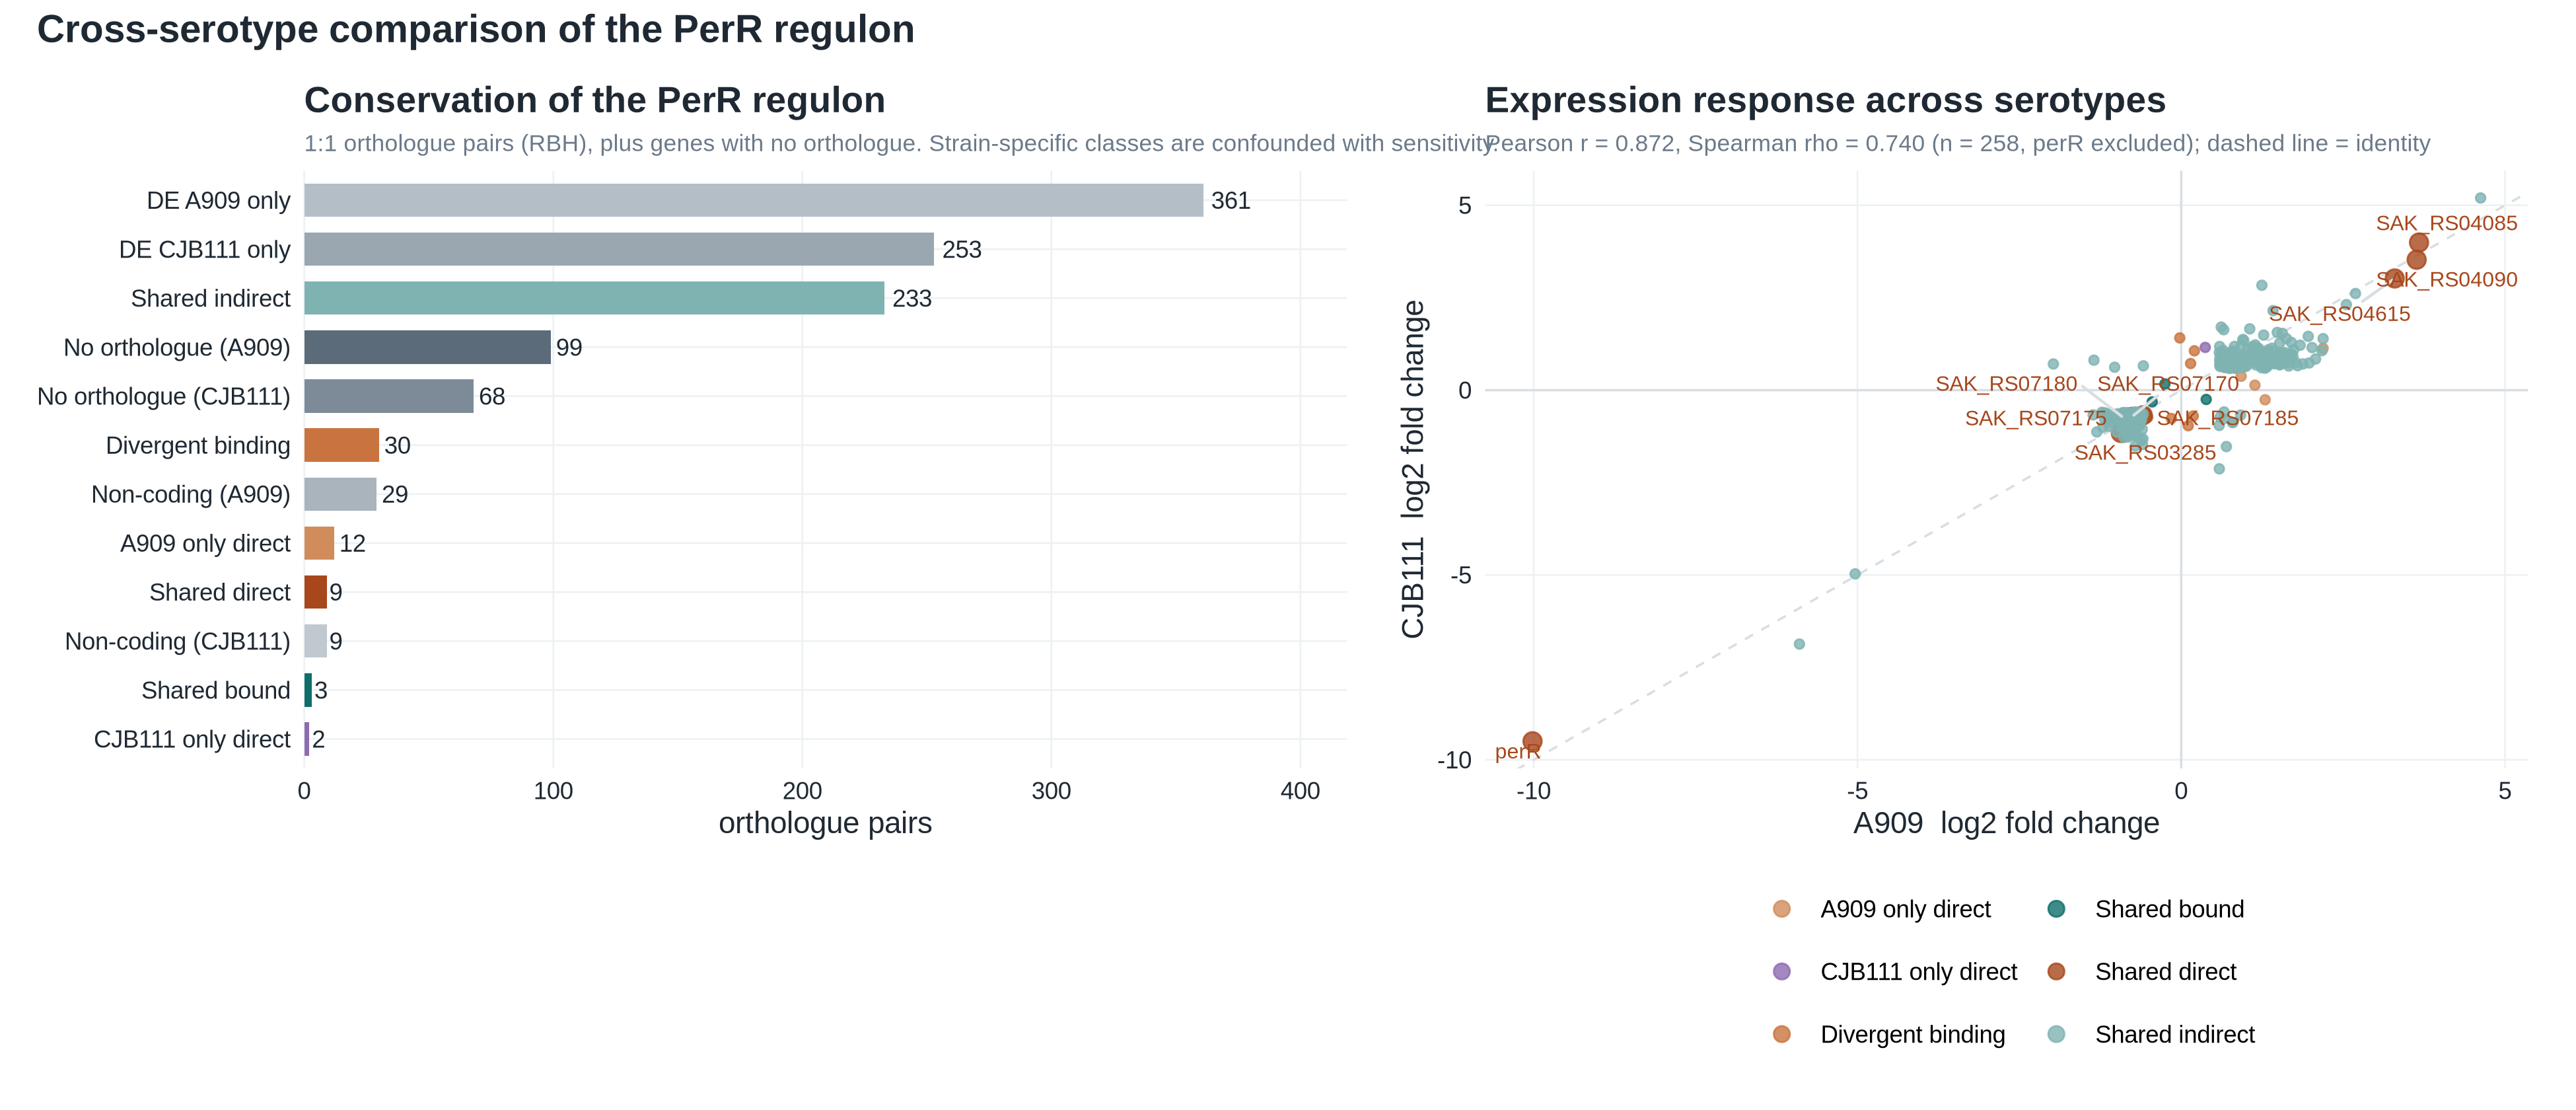 Cross-serotype comparison of the PerR regulon
Conservation of the PerR regulon
1:1 orthologue pairs (RBH), plus genes with no orthologue. Strain-specific classes are confounded with sensitivity.
DE A909 only
361
DE CJB111 only
253
Shared indirect
233
No orthologue (A909)
99
No orthologue (CJB111)
68
Divergent binding
30
Non-coding (A909)
29
A909 only direct
12
Shared direct
9
Non-coding (CJB111)
9
Shared bound
3
CJB111 only direct
2
0 100 200 300 400
orthologue pairs
Expression response across serotypes
Pearson r = 0.872, Spearman rho = 0.740 (n = 258, perR excluded); dashed line = identity
CJB111 log2 fold change
5
0
-5
-10
SAK_RS04085
SAK_RS04090
SAK_RS04615
SAK_RS07180 SAK_RS07170
SAK_RS07175 SAK_RS07185
SAK_RS03285
perR
-10 -5 0 5
A909 log2 fold change
A909 only direct
Shared bound
CJB111 only direct
Shared direct
Divergent binding
Shared indirect